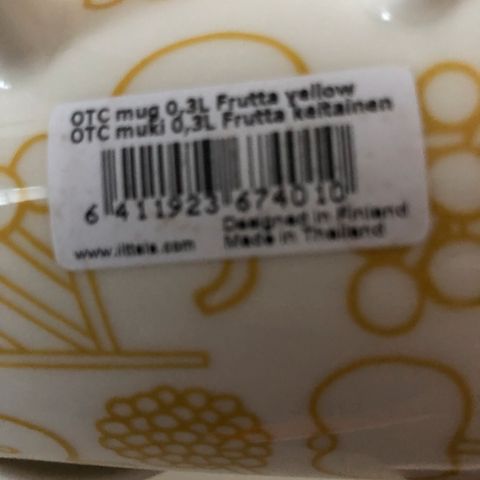 OTC mug 0,3L Frutta yellow
OTC muki 0,3L Frutta keltainen
6 411923 674010
Designed in Finland
www.iittala.com Made in Thailand